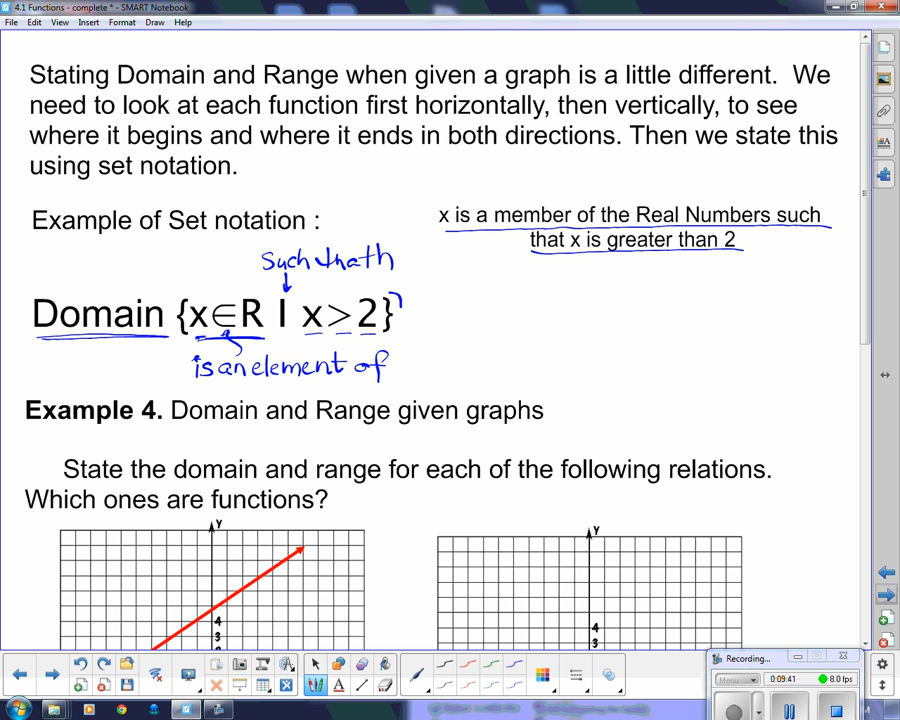 4.1 Functions - complete * - SMART Notebook
File Edit View Insert Format Draw Help
Stating Domain and Range when given a graph is a little different. We
need to look at each function first horizontally, then vertically, to see
where it begins and where it ends in both directions. Then we state this
using set notation.
Example of Set notation :
x is a member of the Real Numbers such
that x is greater than 2
such that h
Domain {x∈R I x>2}
is an element of
Example 4. Domain and Range given graphs
State the domain and range for each of the following relations.
Which ones are functions?
Y
4
3
Y
4
3
Recording...
Menu
0:09:41
8.0 fps